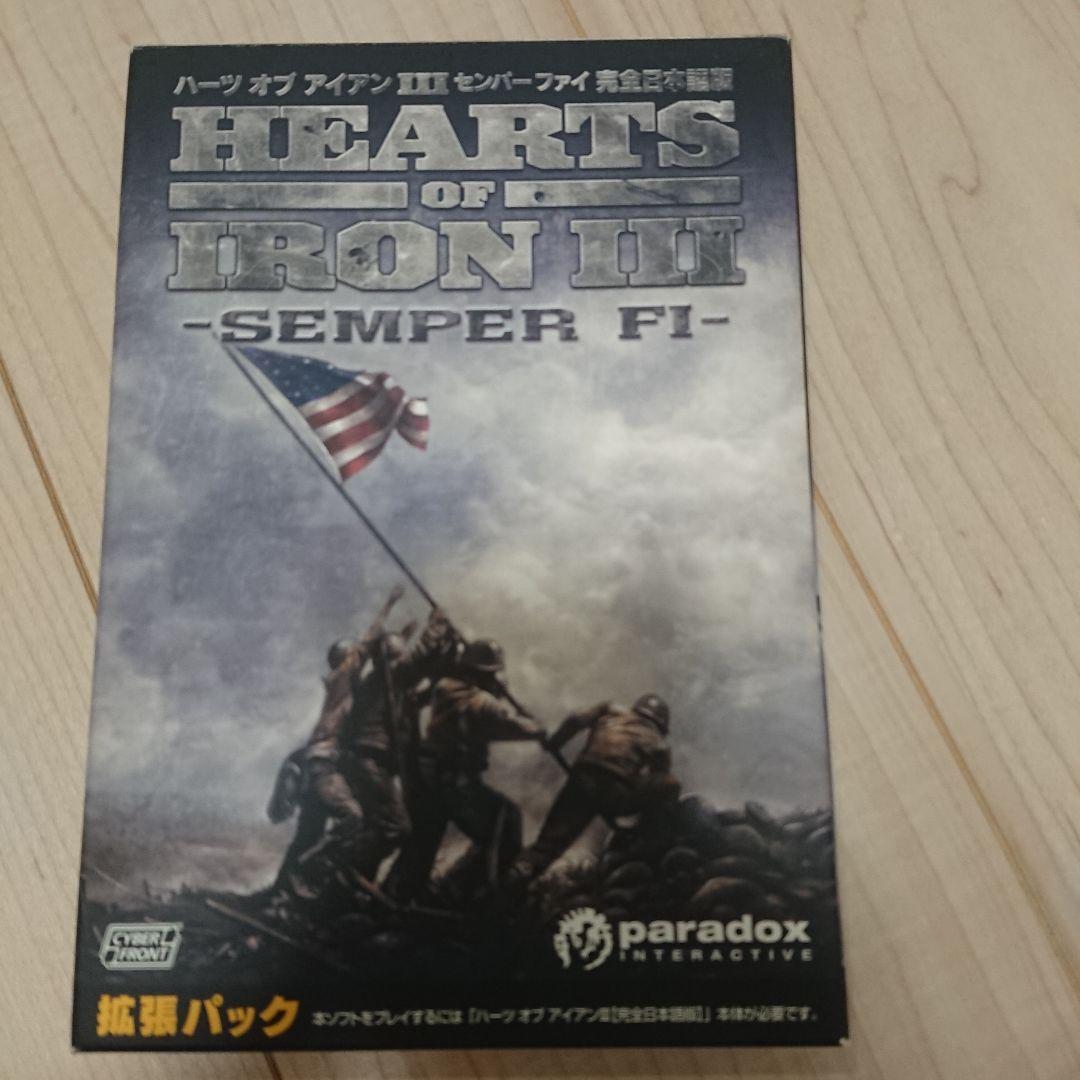 ハーツ オブ アイアン III センパーファイ 完全日本語版
HEARTS
OF
IRON III
-SEMPER FI-
CYBER
FRONT
paradox
INTERACTIVE
拡張パック
本ソフトをプレイするには「ハーツ オブ アイアンIII[完全日本語版]」本体が必要です。